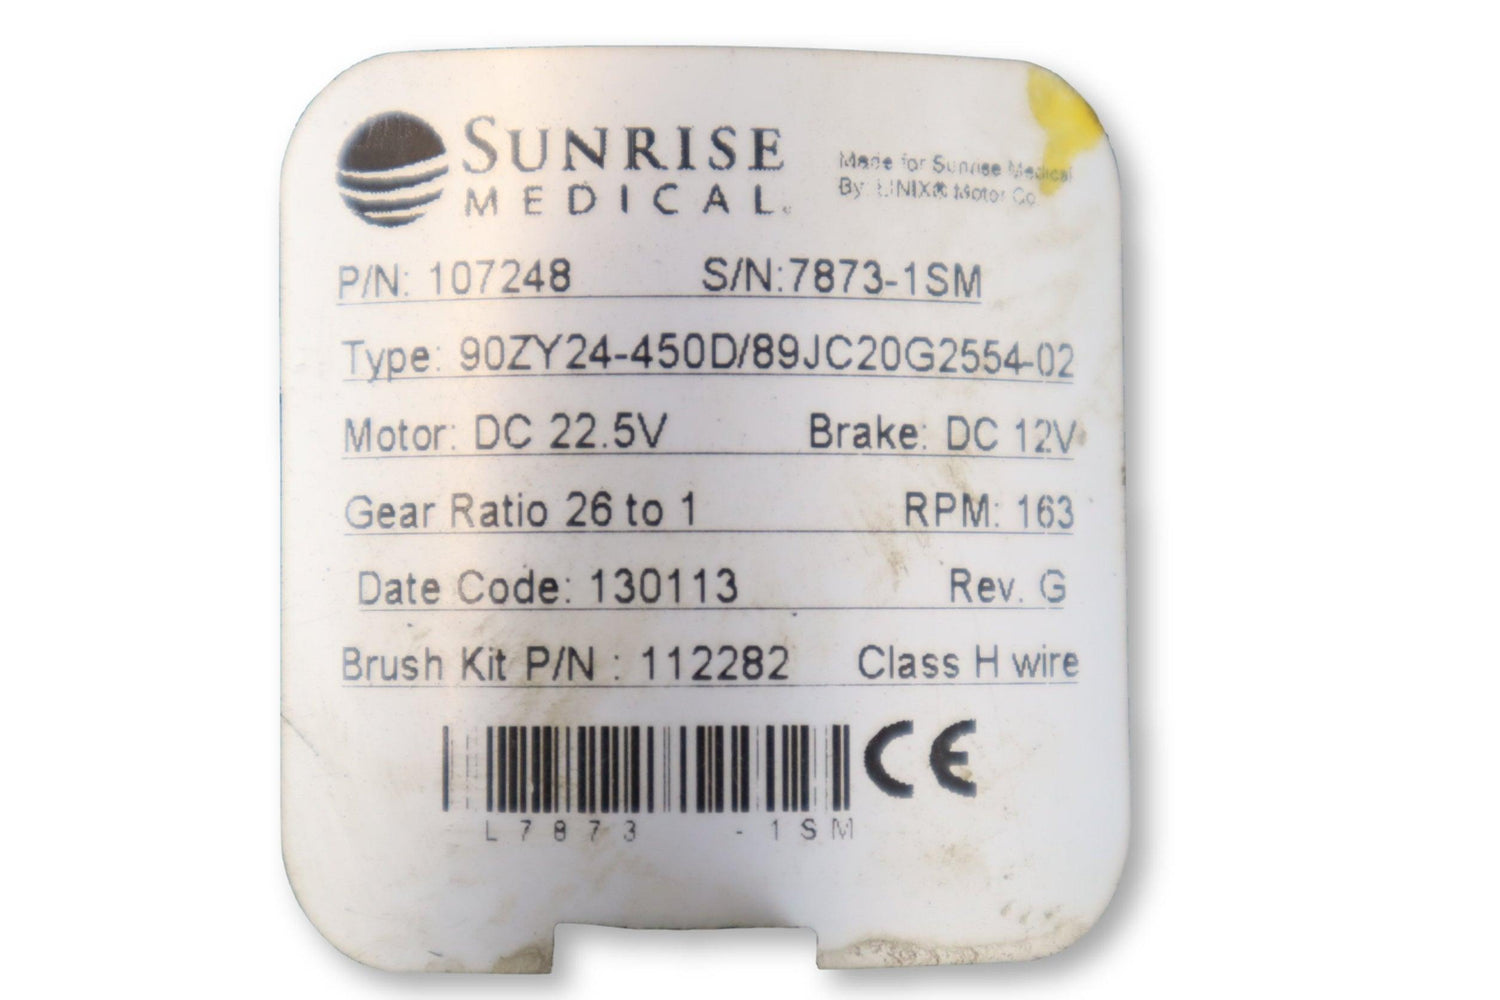 SUNRISE
MEDICAL®
Made for Sunrise Medical
By: LINIX® Motor Co.
P/N: 107248 S/N:7873-1SM
Type: 90ZY24-450D/89JC20G2554-02
Motor: DC 22.5V Brake: DC 12V
Gear Ratio 26 to 1 RPM: 163
Date Code: 130113 Rev. G
Brush Kit P/N : 112282 Class H wire
CE
L7873 -1SM